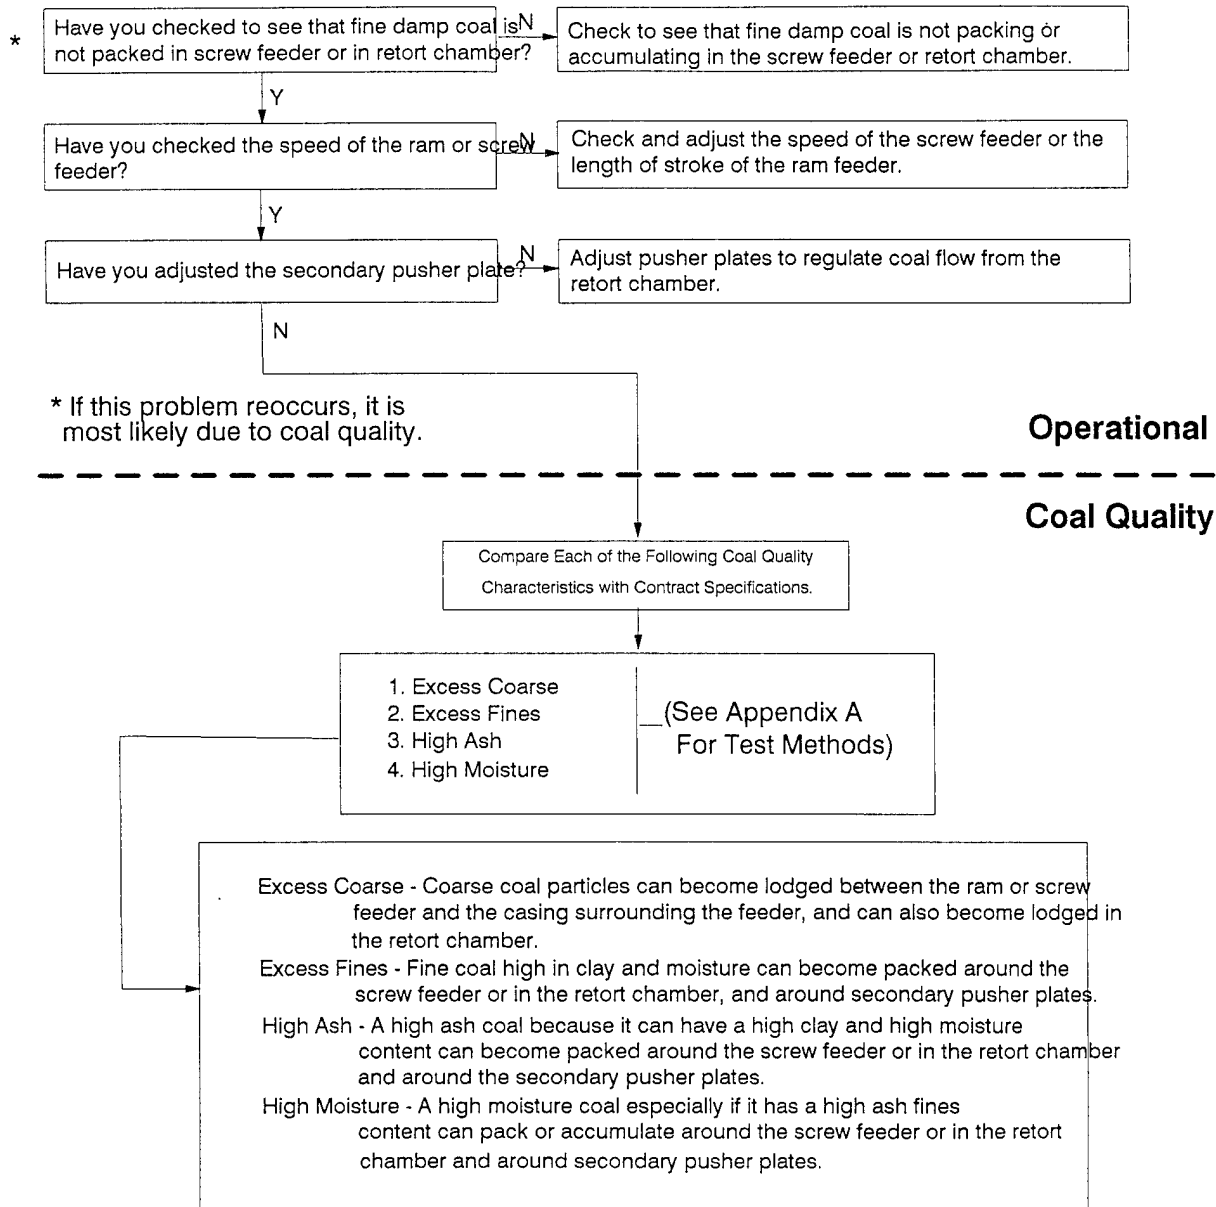 Have you checked to see that fine damp coal is
not packed in screw feeder or in retort chamber?
*
N
Check to see that fine damp coal is not packing or
accumulating in the screw feeder or retort chamber.
Y
Have you checked the speed of the ram or screw
feeder?
N
Check and adjust the speed of the screw feeder or the
length of stroke of the ram feeder.
Y
Have you adjusted the secondary pusher plate?
N
Adjust pusher plates to regulate coal flow from the
retort chamber.
N
* If this problem reoccurs, it is
most likely due to coal quality.
Operational
Coal Quality
Compare Each of the Following Coal Quality
Characteristics with Contract Specifications.
1. Excess Coarse
2. Excess Fines
3. High Ash
4. High Moisture
(See Appendix A
For Test Methods)
Excess Coarse - Coarse coal particles can become lodged between the ram or screw
feeder and the casing surrounding the feeder, and can also become lodged in
the retort chamber.
Excess Fines - Fine coal high in clay and moisture can become packed around the
screw feeder or in the retort chamber, and around secondary pusher plates.
High Ash - A high ash coal because it can have a high clay and high moisture
content can become packed around the screw feeder or in the retort chamber
and around the secondary pusher plates.
High Moisture - A high moisture coal especially if it has a high ash fines
content can pack or accumulate around the screw feeder or in the retort
chamber and around secondary pusher plates.